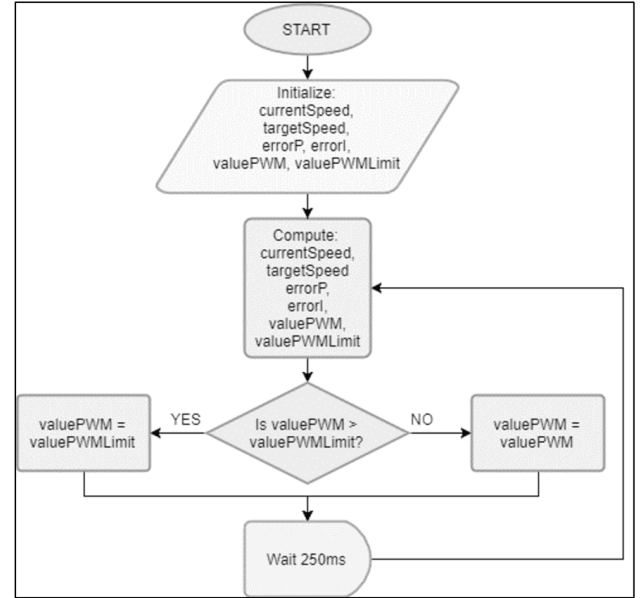 START
Initialize:
currentSpeed,
targetSpeed,
errorP, errorI,
valuePWM, valuePWMLimit
Compute:
currentSpeed,
targetSpeed
errorP,
errorI,
valuePWM,
valuePWMLimit
valuePWM =
valuePWMLimit
YES
Is valuePWM >
valuePWMLimit?
NO
valuePWM =
valuePWM
Wait 250ms